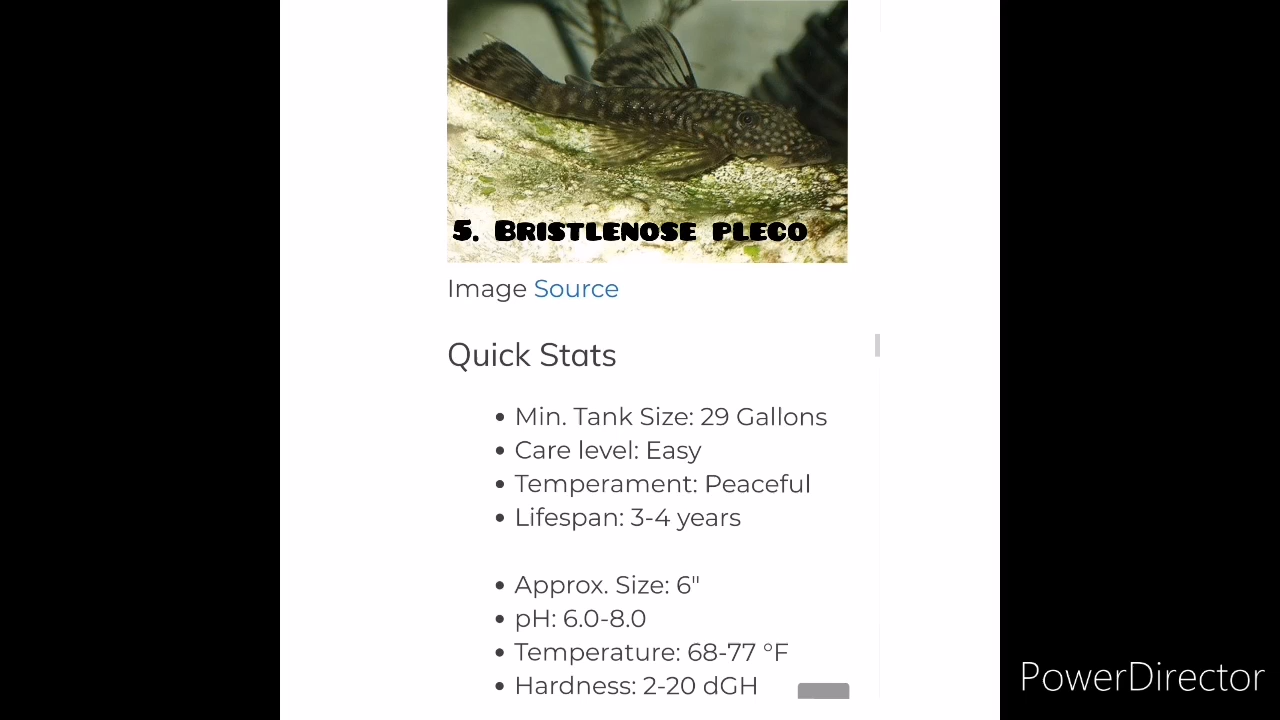 5. Bristlenose pleco
Image Source
Quick Stats
• Min. Tank Size: 29 Gallons
• Care level: Easy
• Temperament: Peaceful
• Lifespan: 3-4 years
• Approx. Size: 6"
• pH: 6.0-8.0
• Temperature: 68-77 °F
• Hardness: 2-20 dGH
PowerDirector